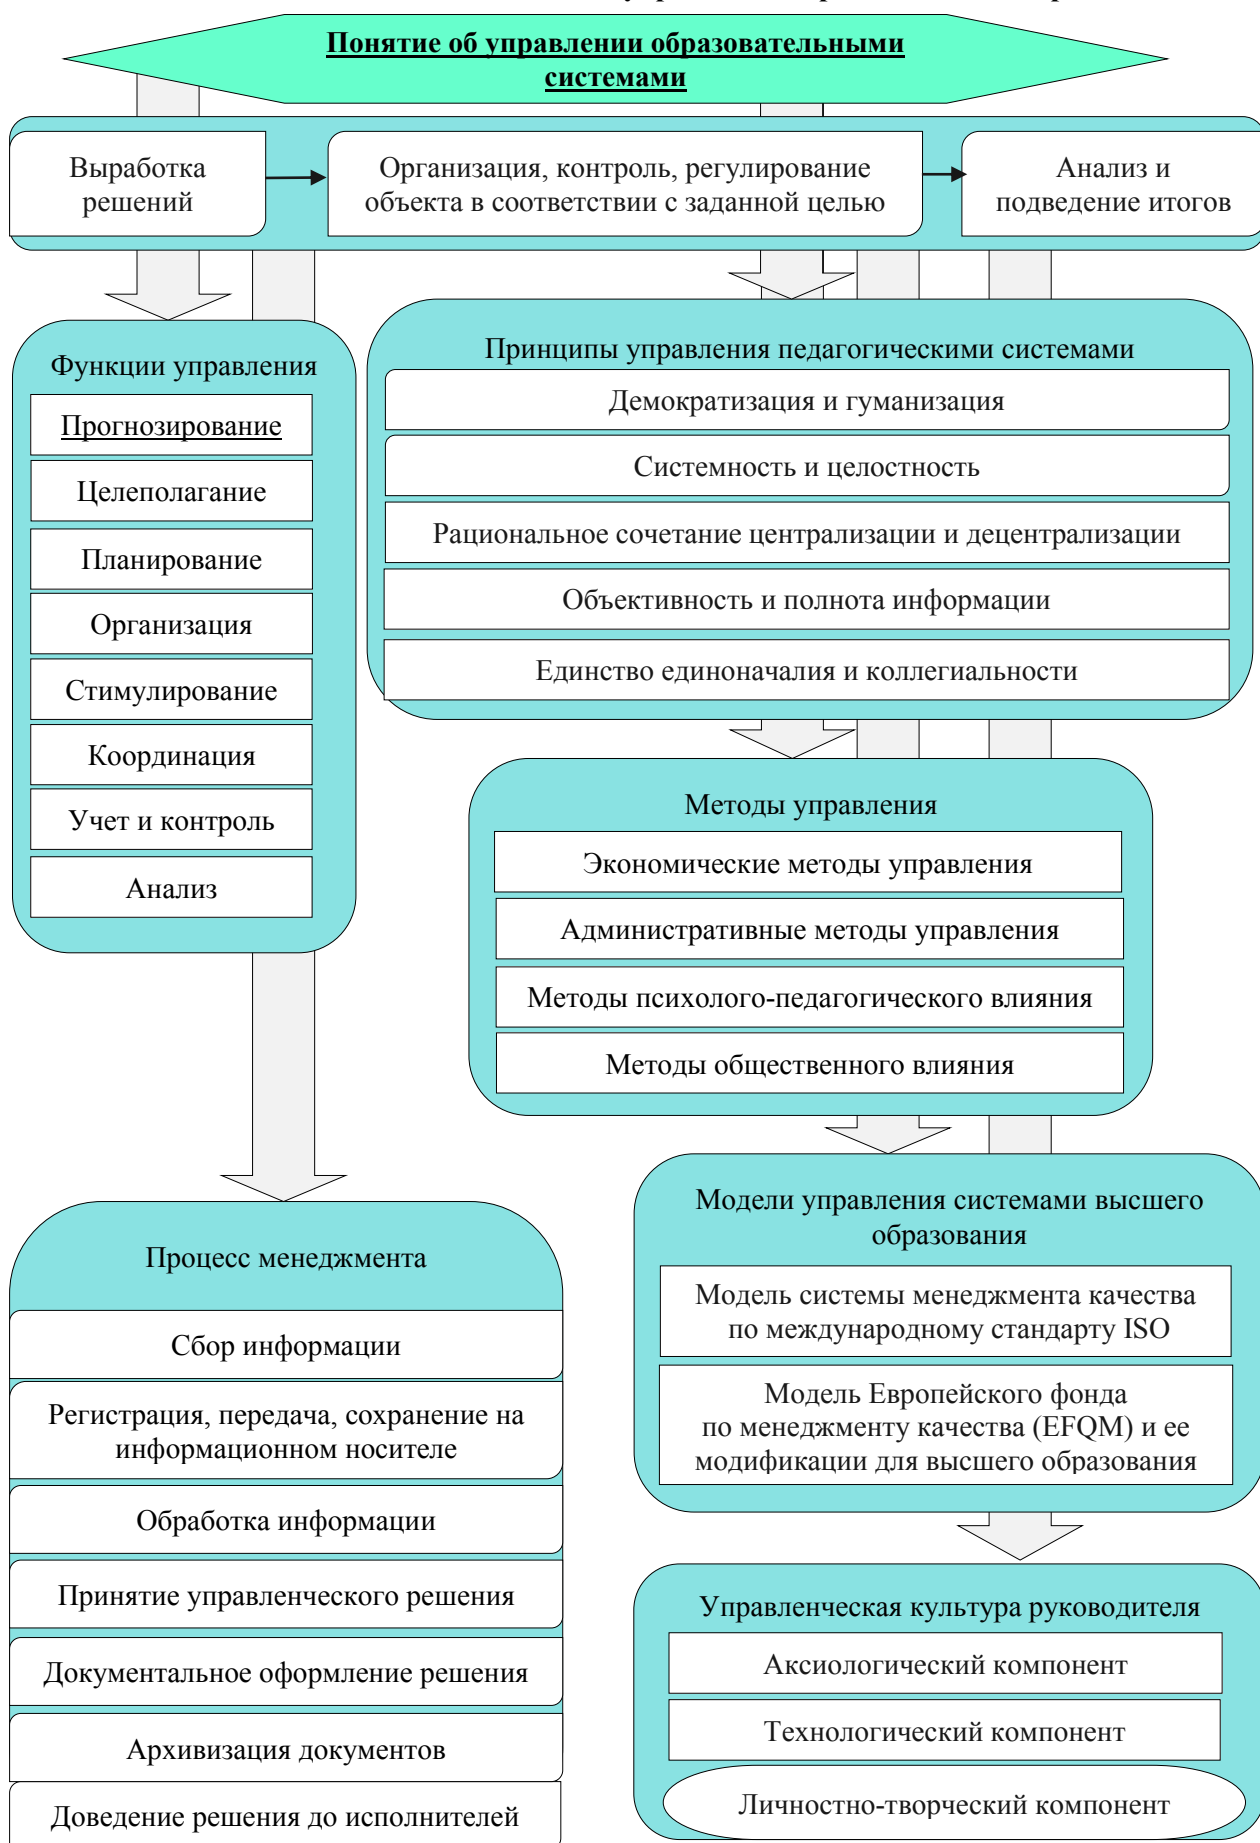 Понятие об управлении образовательными
системами
Выработка
решений
Организация, контроль, регулирование
объекта в соответствии с заданной целью
Анализ и
подведение итогов
Функции управления
Прогнозирование
Целеполагание
Планирование
Организация
Стимулирование
Координация
Учет и контроль
Анализ
Принципы управления педагогическими системами
Демократизация и гуманизация
Системность и целостность
Рациональное сочетание централизации и децентрализации
Объективность и полнота информации
Единство единоначалия и коллегиальности
Методы управления
Экономические методы управления
Административные методы управления
Методы психолого-педагогического влияния
Методы общественного влияния
Процесс менеджмента
Сбор информации
Регистрация, передача, сохранение на
информационном носителе
Обработка информации
Принятие управленческого решения
Документальное оформление решения
Архивизация документов
Доведение решения до исполнителей
Модели управления системами высшего
образования
Модель системы менеджмента качества
по международному стандарту ISO
Модель Европейского фонда
по менеджменту качества (EFQM) и ее
модификации для высшего образования
Управленческая культура руководителя
Аксиологический компонент
Технологический компонент
Личностно-творческий компонент